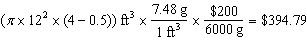 (π × 12² × (4 − 0.5)) ft³ × 7.48 g / 1 ft³ × $200 / 6000 g = $394.79